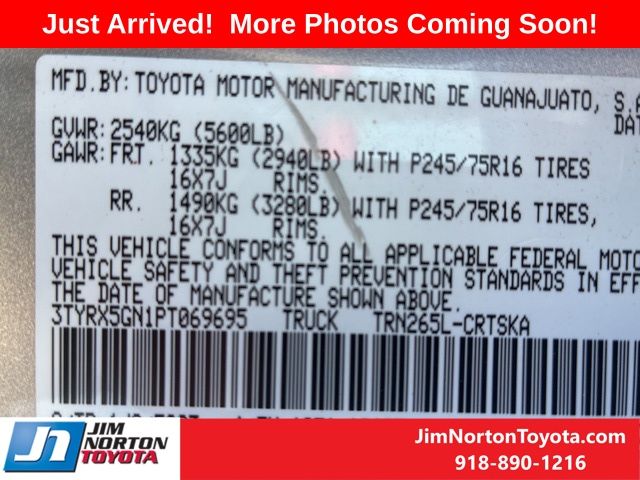 Just Arrived! More Photos Coming Soon!
MFD.BY: TOYOTA MOTOR MANUFACTURING DE GUANAJUATO, S.A
GVWR: 2540KG (5600LB)
GAWR: FRT. 1335KG (2940LB) WITH P245/75R16 TIRES
16X7J RIMS.
RR. 1490KG (3280LB) WITH P245/75R16 TIRES,
16X7J RIMS.
THIS VEHICLE CONFORMS TO ALL APPLICABLE FEDERAL MOTO
VEHICLE SAFETY AND THEFT PREVENTION STANDARDS IN EFF
THE DATE OF MANUFACTURE SHOWN ABOVE.
3TYRX5GN1PT069695 TRUCK TRN265L-CRTSKA
JIM NORTON TOYOTA
JimNortonToyota.com
918-890-1216